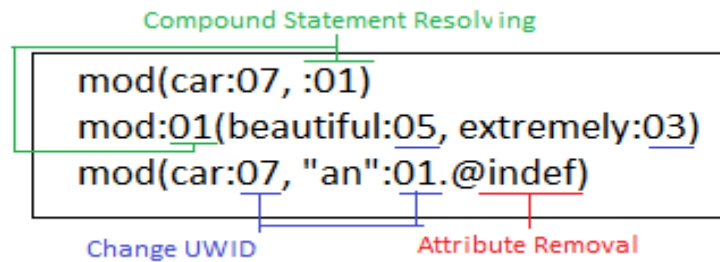 Compound Statement Resolving
mod(car:07, :01)
mod:01(beautiful:05, extremely:03)
mod(car:07, "an":01.@indef)
Change UWID
Attribute Removal